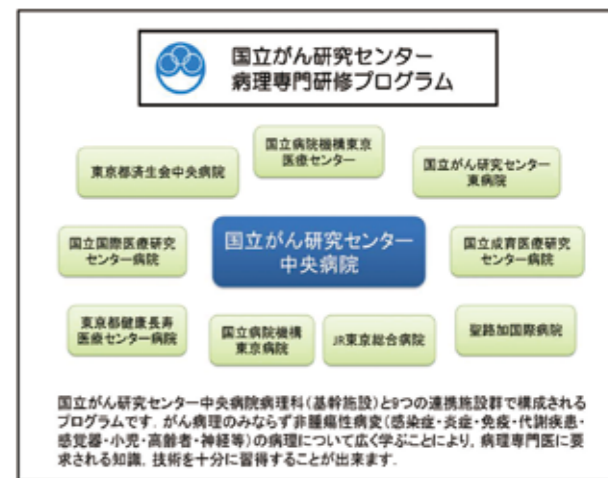 国立がん研究センター
病理専門研修プログラム
国立病院機構東京
医療センター
東京都済生会中央病院
国立がん研究センター
東病院
国立国際医療研究
センター病院
国立がん研究センター
中央病院
国立成育医療研究
センター病院
東京都健康長寿
医療センター病院
国立病院機構
東京病院
JR東京総合病院
聖路加国際病院
国立がん研究センター中央病院病理科(基幹施設)と9つの連携施設群で構成される
プログラムです．がん病理のみならず非腫瘍性病変(感染症・炎症・免疫・代謝疾患・
感覚器・小児・高齢者・神経等)の病理について広く学ぶことにより，病理専門医に要
求される知識，技術を十分に習得することが出来ます．